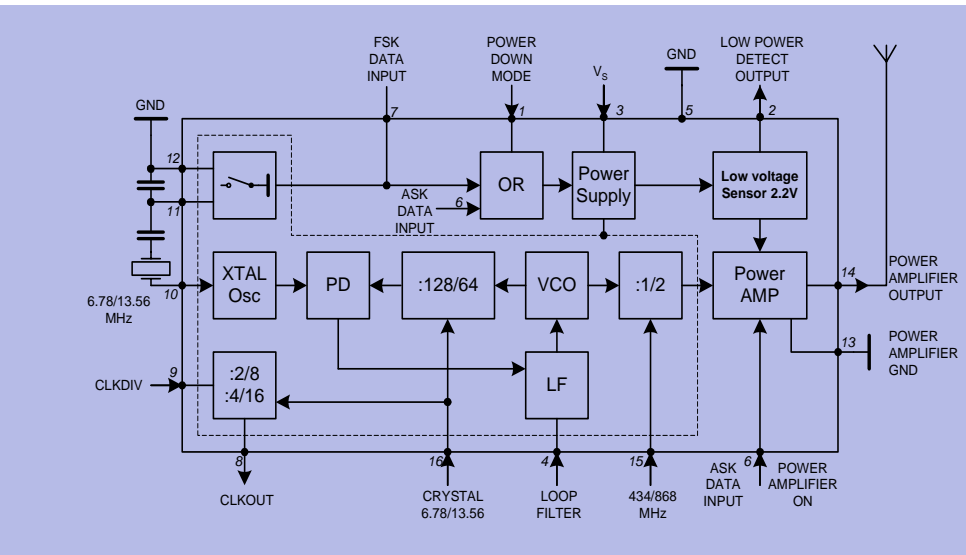 FSK
DATA
INPUT
POWER
DOWN
MODE
VS
GND
LOW POWER
DETECT
OUTPUT
GND
7
1
3
5
2
12
11
ASK
DATA
INPUT
6
OR
Power
Supply
Low voltage
Sensor 2.2V
XTAL
Osc
PD
:128/64
VCO
:1/2
Power
AMP
14
POWER
AMPLIFIER
OUTPUT
10
6.78/13.56
MHz
13
POWER
AMPLIFIER
GND
CLKDIV
9
:2/8
:4/16
LF
8
16
4
15
6
CLKOUT
CRYSTAL
6.78/13.56
LOOP
FILTER
434/868
MHz
ASK
DATA
INPUT
POWER
AMPLIFIER
ON